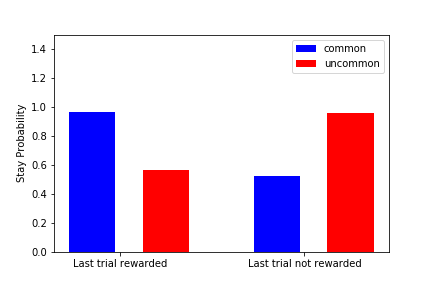 1.4
1.2
1.0
0.8
0.6
0.4
0.2
0.0
Stay Probability
common
uncommon
Last trial rewarded
Last trial not rewarded